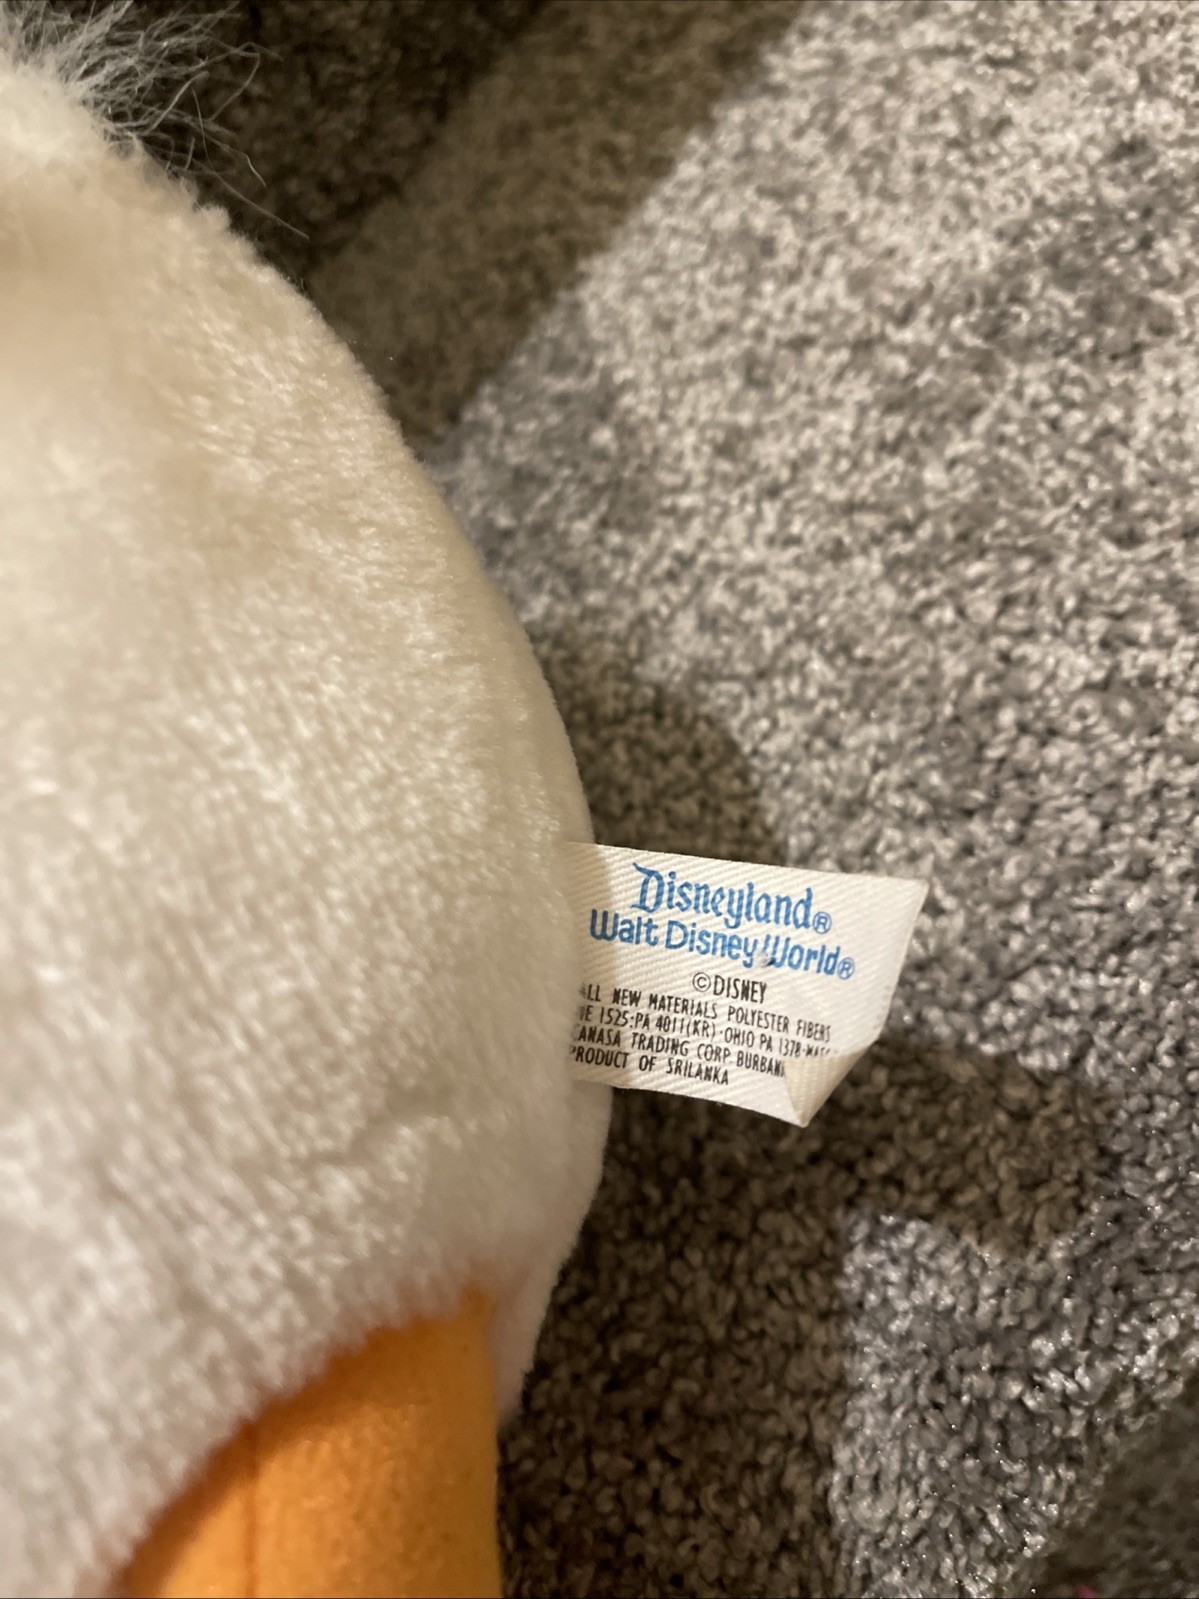 Disneyland®
Walt Disney World®
©DISNEY
ALL NEW MATERIALS POLYESTER FIBERS
1525:PA 4011(KR)·OHIO PA 1378·
CANASA TRADING CORP. BURBANK
PRODUCT OF SRILANKA